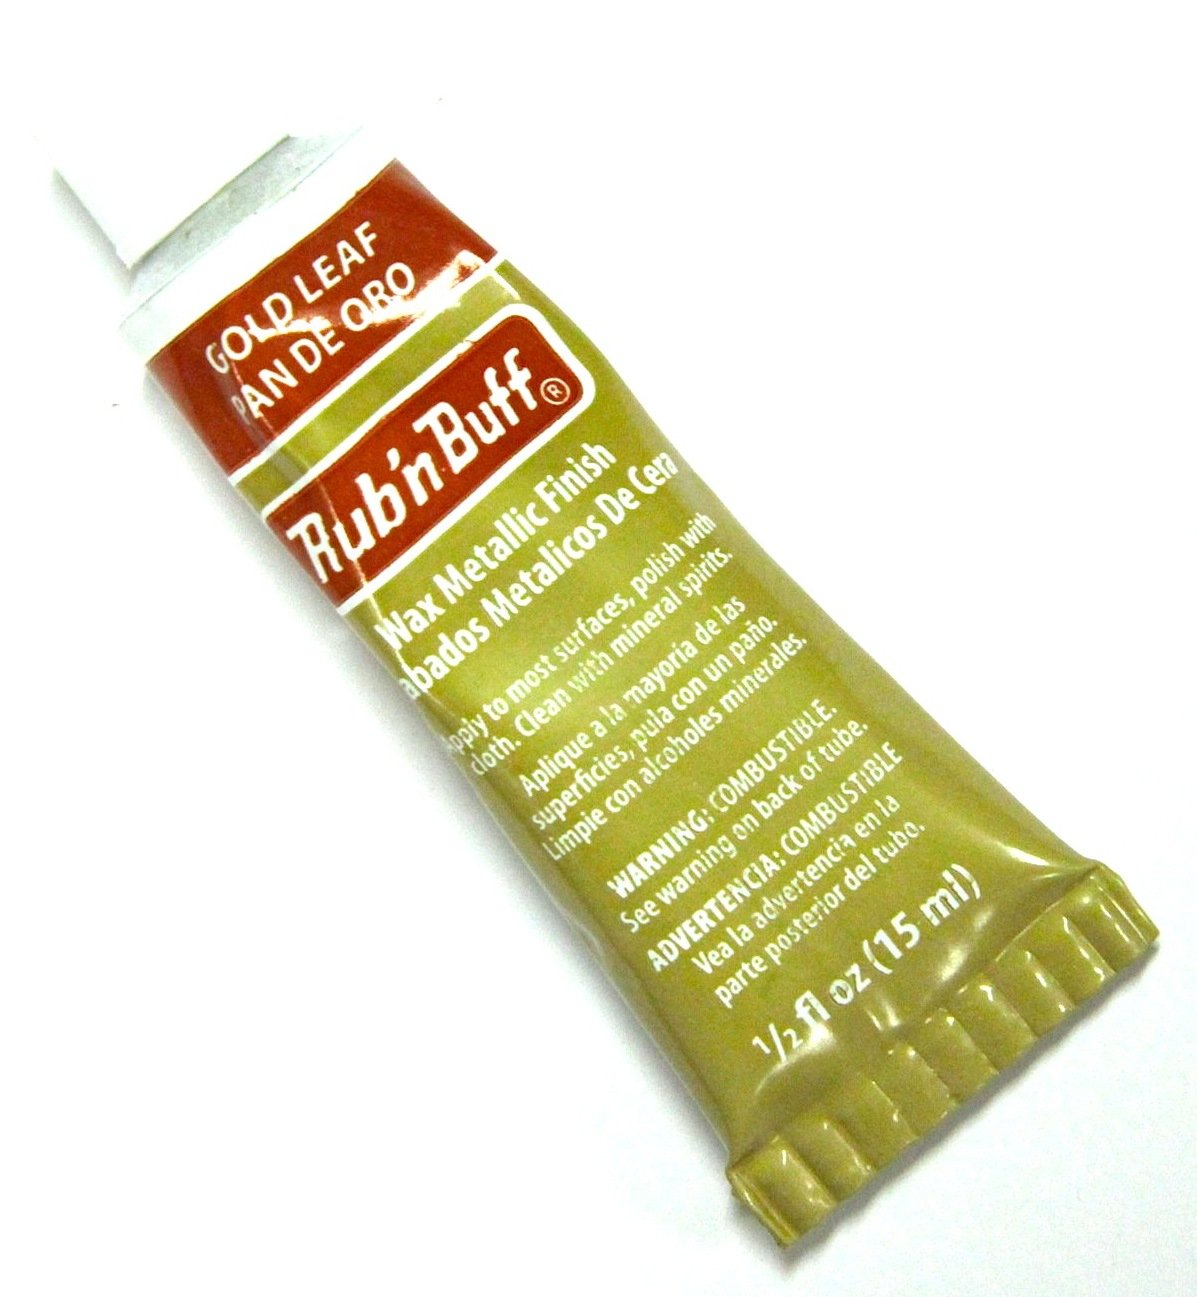 GOLD LEAF
PAN DE ORO
Rub'n Buff®
Wax Metallic Finish
abados Metalicos De Cera
Apply to most surfaces, polish with
cloth. Clean with mineral spirits.
Aplique a la mayoría de las
superficies, pula con un paño.
Limpie con alcoholes minerales.
WARNING: COMBUSTIBLE.
See warning on back of tube.
ADVERTENCIA: COMBUSTIBLE
Vea la advertencia en la
parte posterior del tubo.
½ fl oz (15 ml)